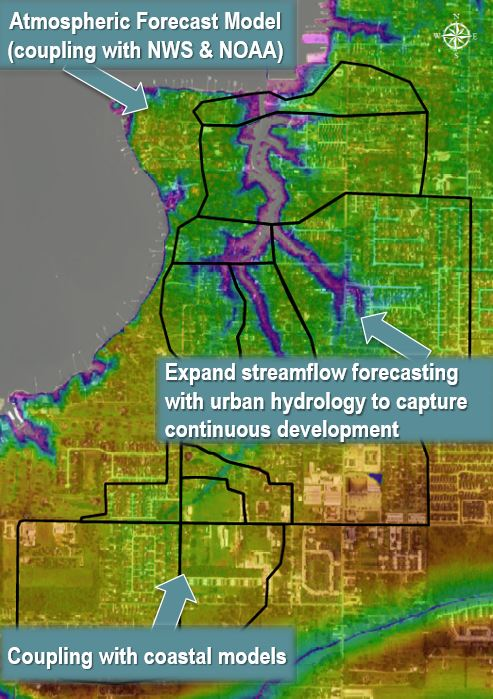 Atmospheric Forecast Model
(coupling with NWS & NOAA)
N
W E
S
Expand streamflow forecasting
with urban hydrology to capture
continuous development
Coupling with coastal models